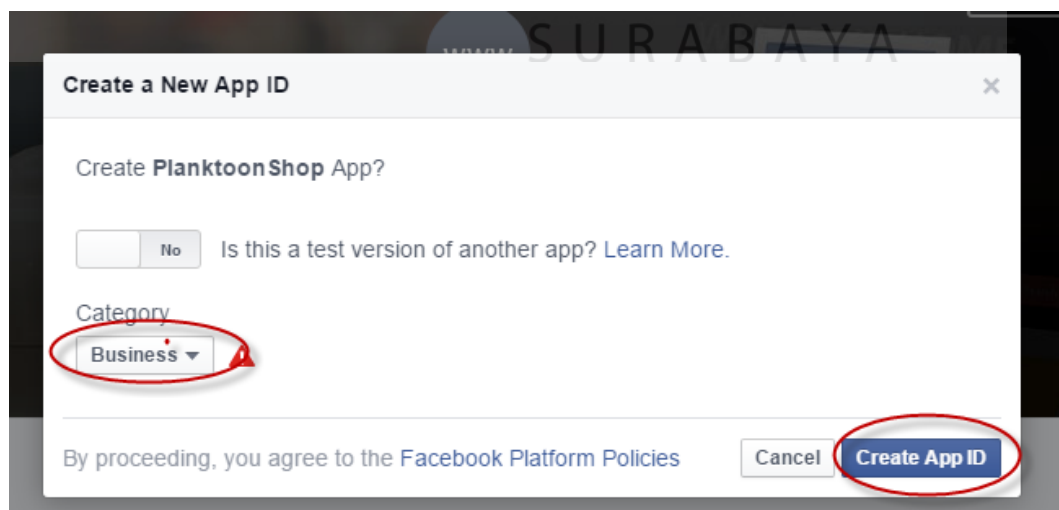 www SURABAYA
Create a New App ID
Create PlanktoonShop App?
No Is this a test version of another app? Learn More.
Category
Business
By proceeding, you agree to the Facebook Platform Policies
Cancel
Create App ID